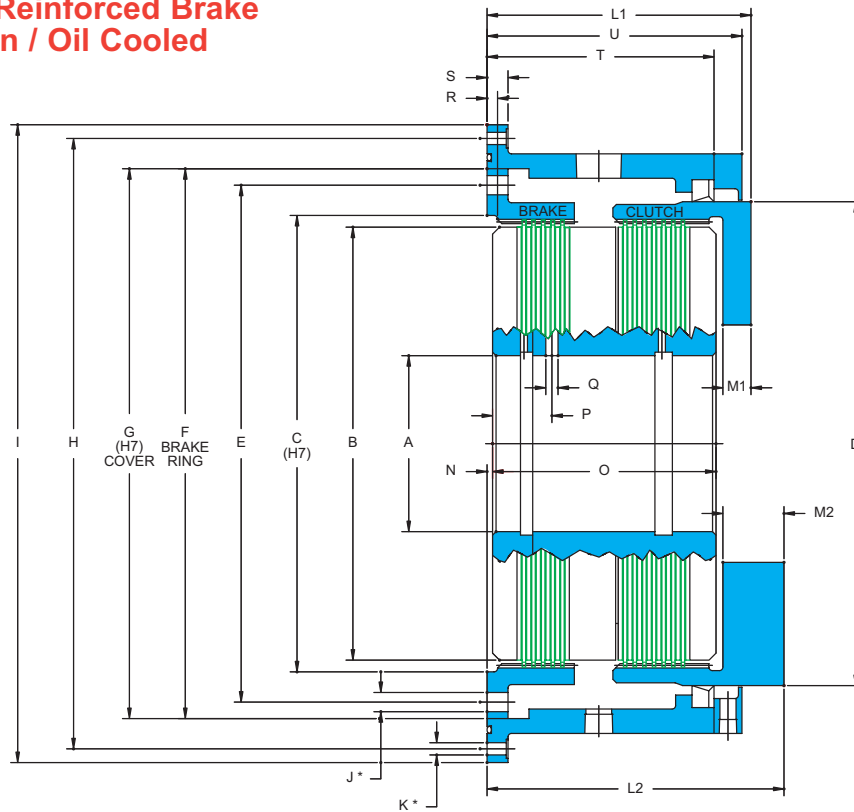 Reinforced Brake
n / Oil Cooled
L1
U
T
S
R
BRAKE
CLUTCH
I
H
G
(H7)
COVER
F
BRAKE
RING
E
C
(H7)
B
A
Q
P
M1
D
N
O
M2
J *
K *
L2